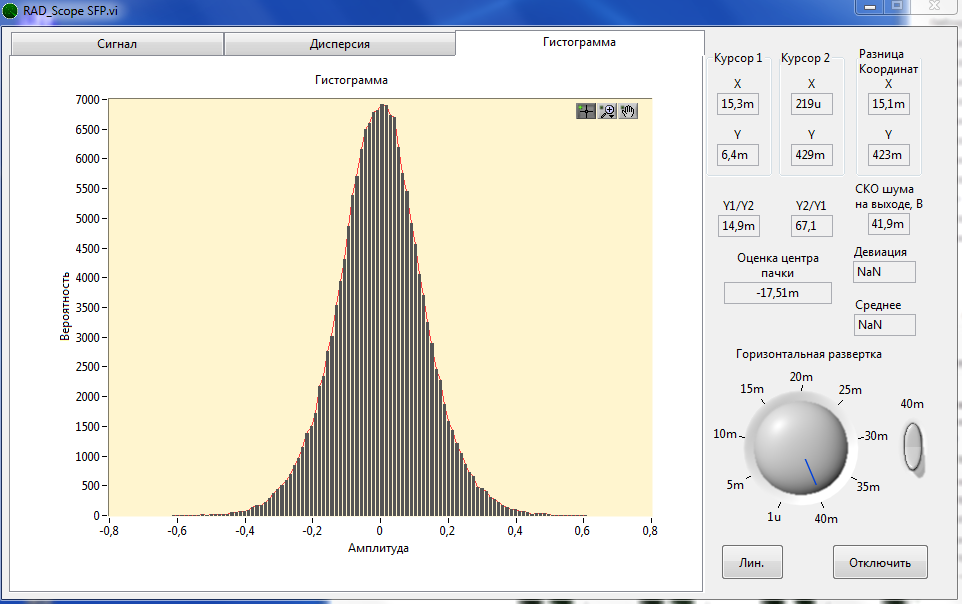 RAD_Scope SFP.vi
Сигнал
Дисперсия
Гистограмма
Гистограмма
Вероятность
7000
6500
6000
5500
5000
4500
4000
3500
3000
2500
2000
1500
1000
500
0
-0,8
-0,6
-0,4
-0,2
0
0,2
0,4
0,6
0,8
Амплитуда
Курсор 1
X
15,3m
Y
6,4m
Курсор 2
X
219u
Y
429m
Разница
Координат
X
15,1m
Y
423m
Y1/Y2
14,9m
Y2/Y1
67,1
СКО шума
на выходе, В
41,9m
Оценка центра
пачки
-17,51m
Девиация
NaN
Среднее
NaN
Горизонтальная развертка
1u
5m
10m
15m
20m
25m
30m
35m
40m
40m
Лин.
Отключить